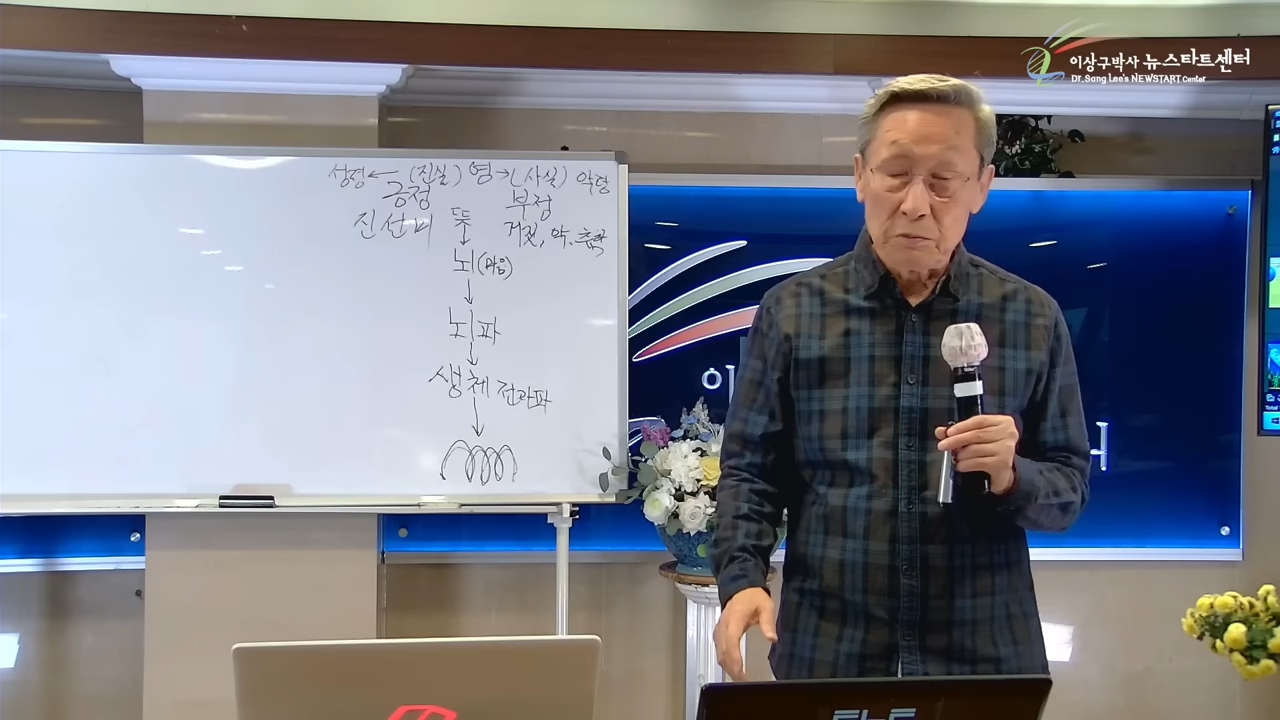 이상구박사 뉴스타트센터
Dr. Sang Lee's NEWSTART Center
성령 ← (진실) 영 → (사실) 악령
긍정 부정
진선미 뜻 거짓, 악, 추함
↓
뇌(마음)
↓
뇌파
↓
생체 전자파
↓
이
Total